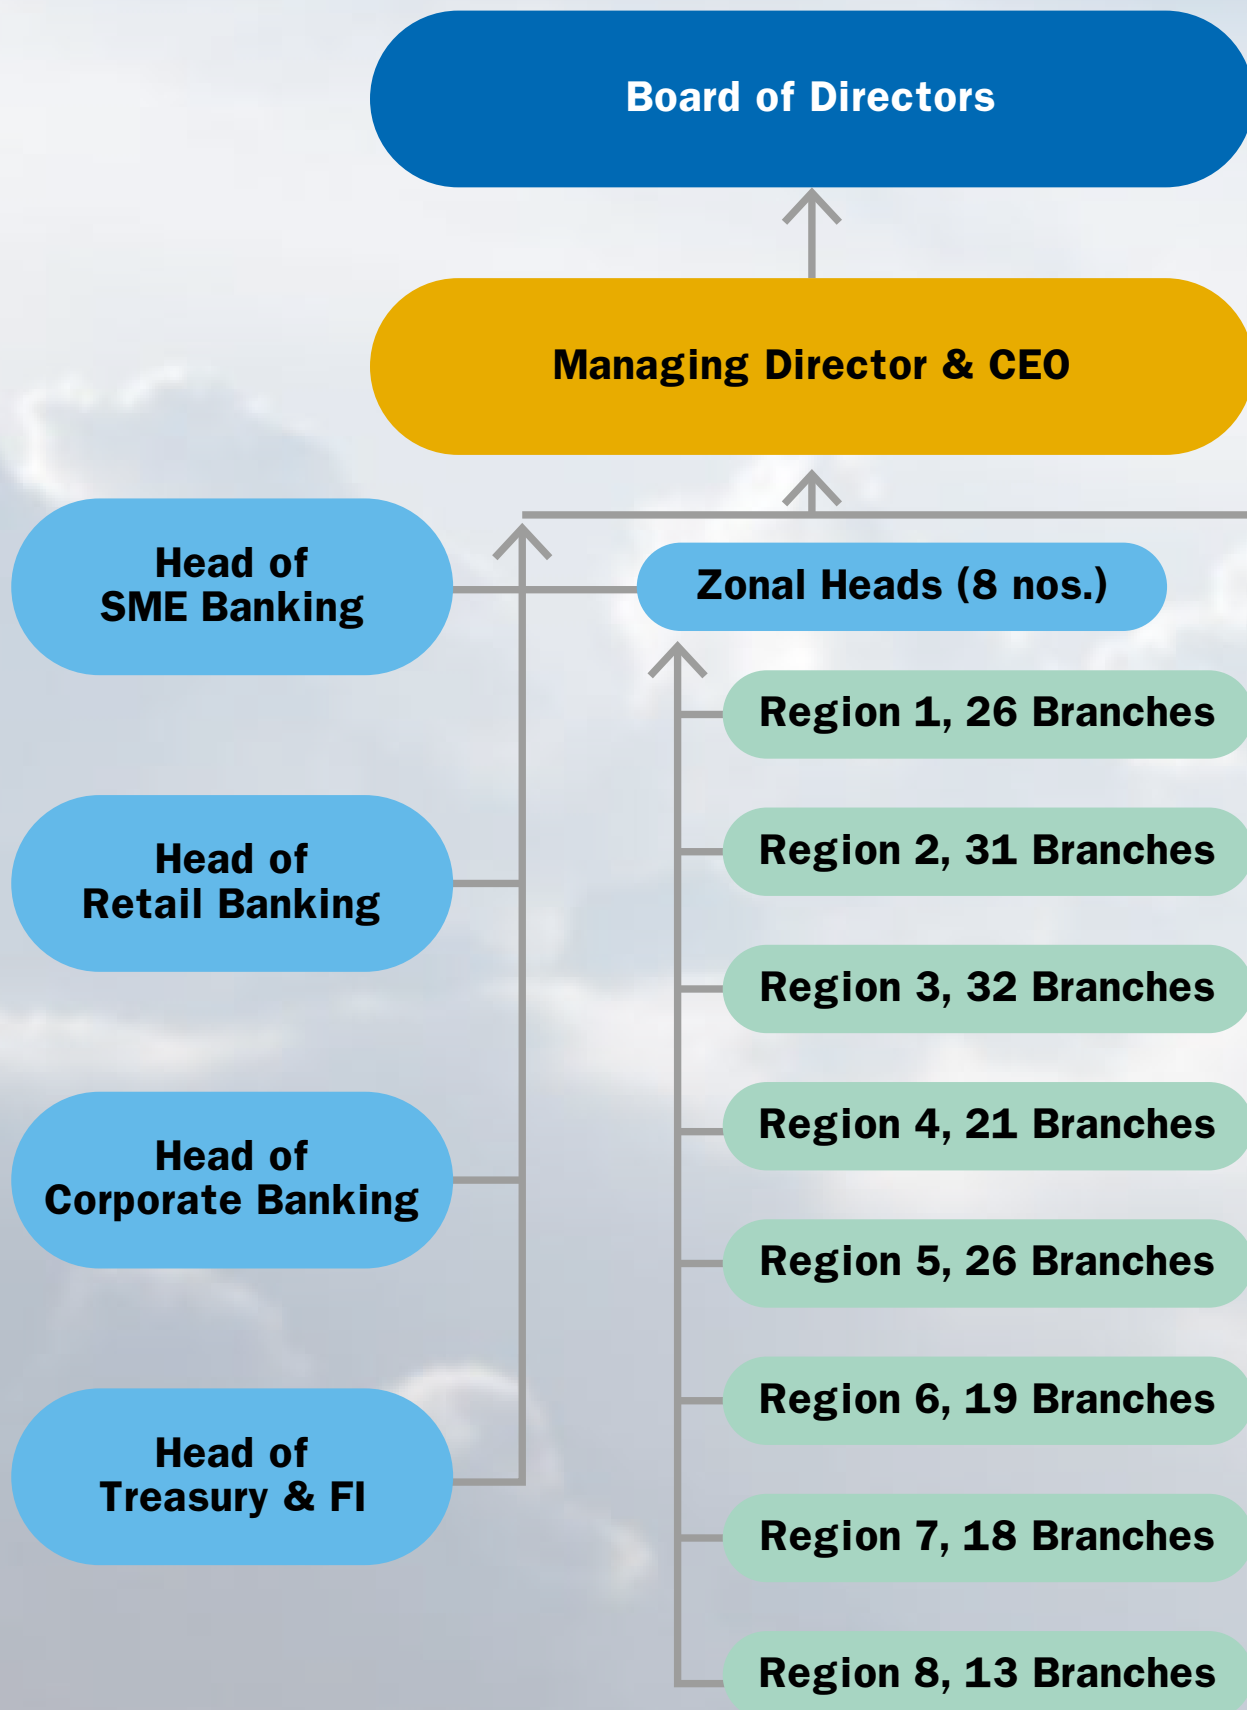 Board of Directors
Managing Director & CEO
Head of
SME Banking
Zonal Heads (8 nos.)
Region 1, 26 Branches
Region 2, 31 Branches
Head of
Retail Banking
Region 3, 32 Branches
Region 4, 21 Branches
Head of
Corporate Banking
Region 5, 26 Branches
Region 6, 19 Branches
Head of
Treasury & FI
Region 7, 18 Branches
Region 8, 13 Branches